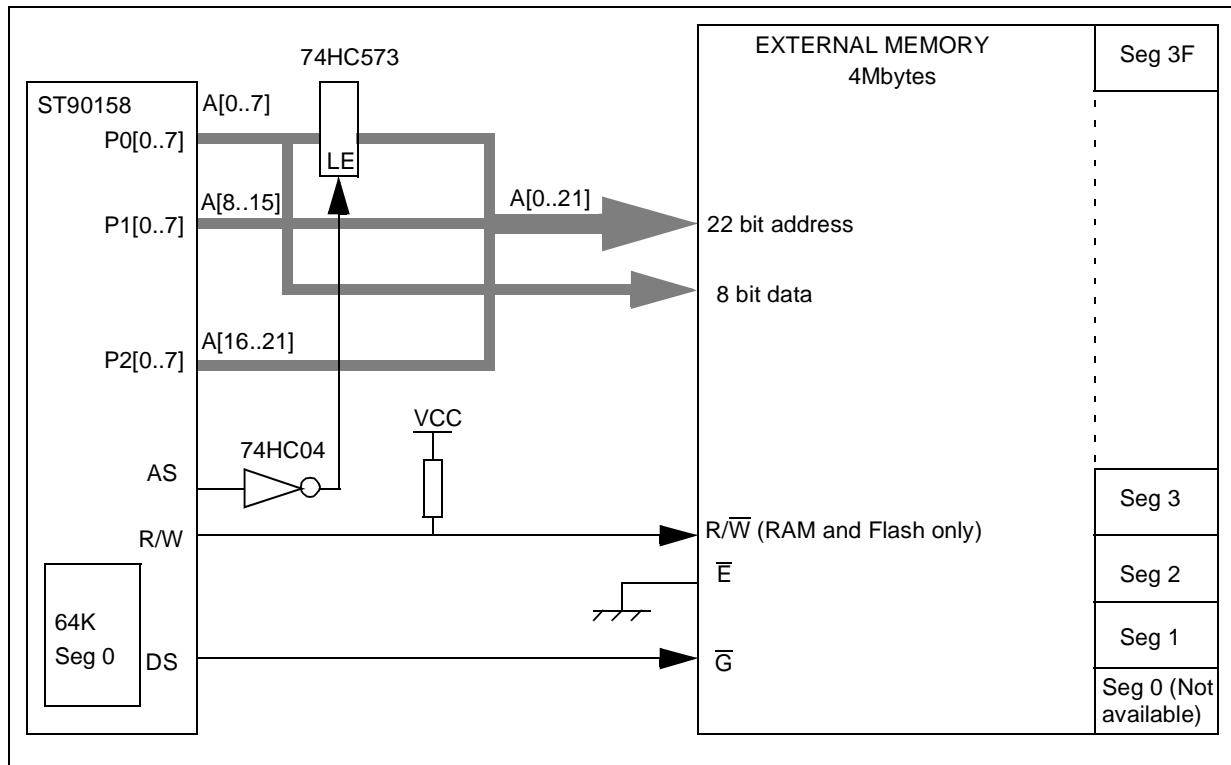 EXTERNAL MEMORY
4Mbytes
Seg 3F
74HC573
ST90158
A[0..7]
P0[0..7]
LE
A[8..15]
A[0..21]
P1[0..7]
22 bit address
8 bit data
A[16..21]
P2[0..7]
VCC
74HC04
AS
Seg 3
R/W
R/W̅ (RAM and Flash only)
E̅
Seg 2
64K
Seg 0
DS
G̅
Seg 1
Seg 0 (Not
available)